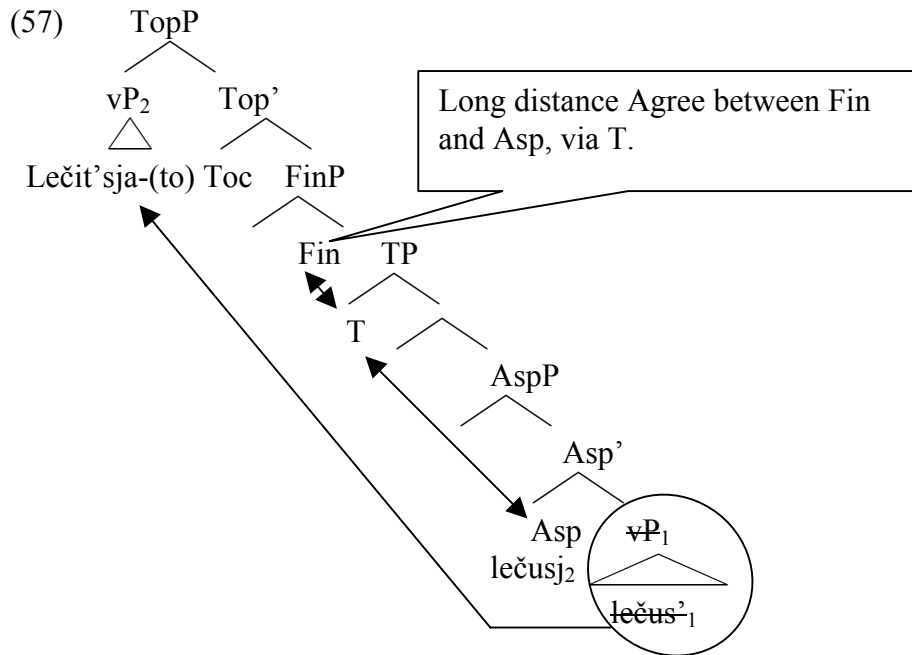 (57) TopP
vP₂ Top’
Long distance Agree between Fin
and Asp, via T.
Lečit’sja-(to) Toc FinP
Fin TP
T
AspP
Asp’
Asp vP₁
lečusj₂
lečus’₁